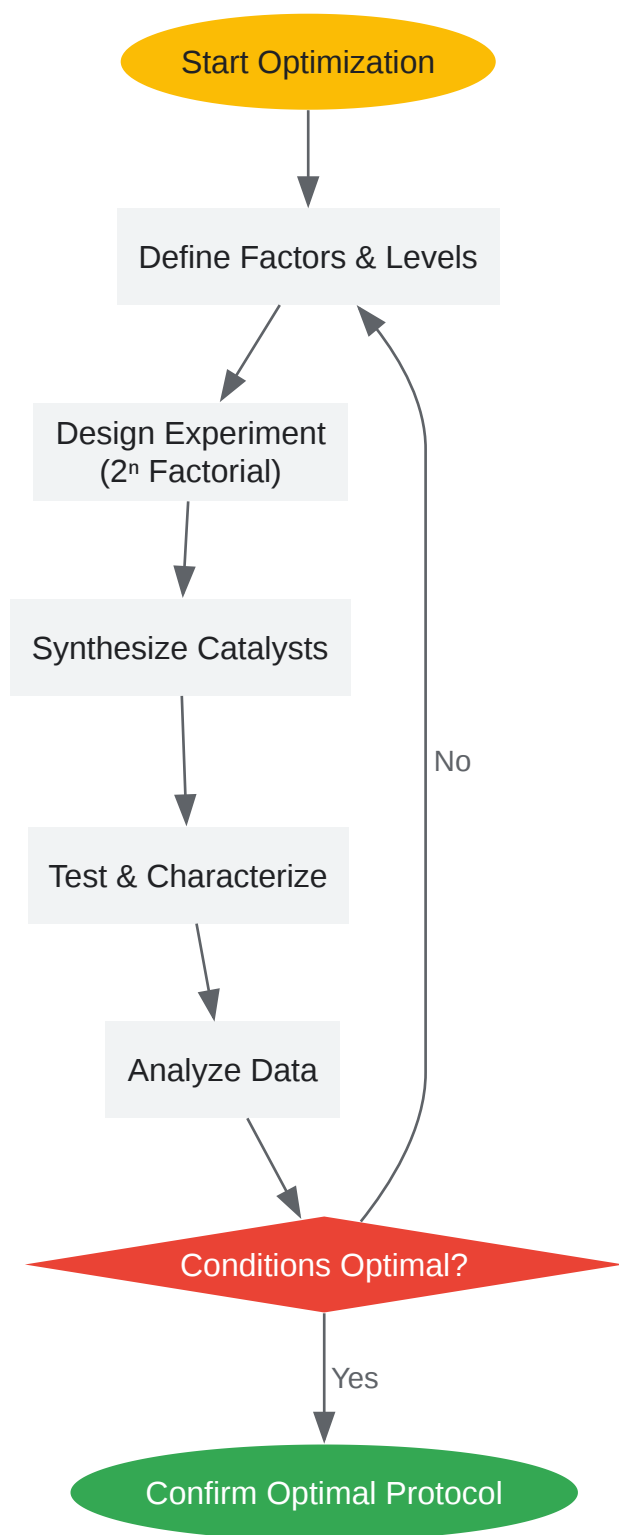 Start Optimization
Define Factors & Levels
Design Experiment
(2ⁿ Factorial)
Synthesize Catalysts
No
Test & Characterize
Analyze Data
Conditions Optimal?
Yes
Confirm Optimal Protocol